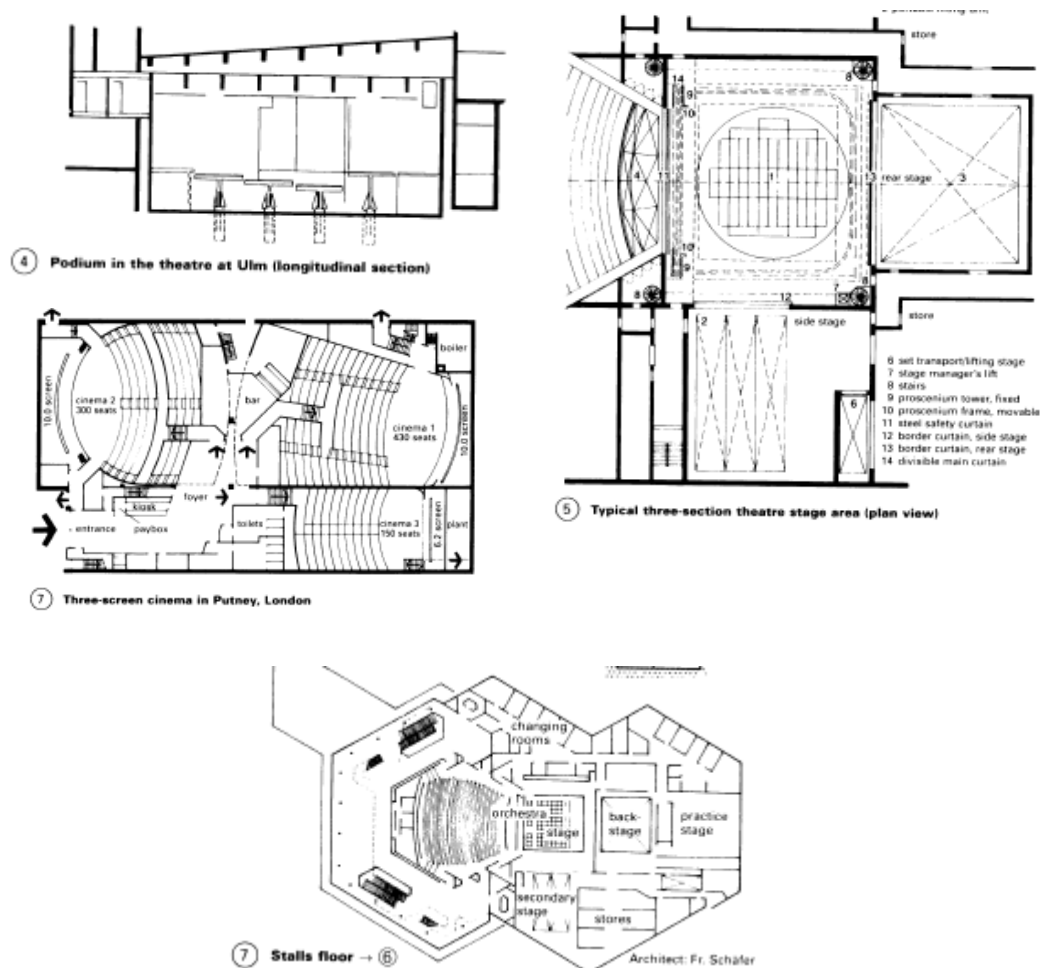 ④ Podium in the theatre at Ulm (longitudinal section)
10.0 screen
cinema 2
300 seats
bar
boiler
cinema 1
430 seats
10.0 screen
foyer
kiosk
entrance
paybox
toilets
cinema 3
150 seats
6.2 screen
plant
⑦ Three-screen cinema in Putney, London
store
14
9
10
8
8
4
11
1
13
rear stage
3
10
9
8
7
8
12
2
side stage
store
6
6 set transport/lifting stage
7 stage manager's lift
8 stairs
9 proscenium tower, fixed
10 proscenium frame, movable
11 steel safety curtain
12 border curtain, side stage
13 border curtain, rear stage
14 divisible main curtain
⑤ Typical three-section theatre stage area (plan view)
changing
rooms
orchestra
stage
back-
stage
practice
stage
secondary
stage
stores
⑦ Stalls floor → ⑥
Architect: Fr. Schäfer